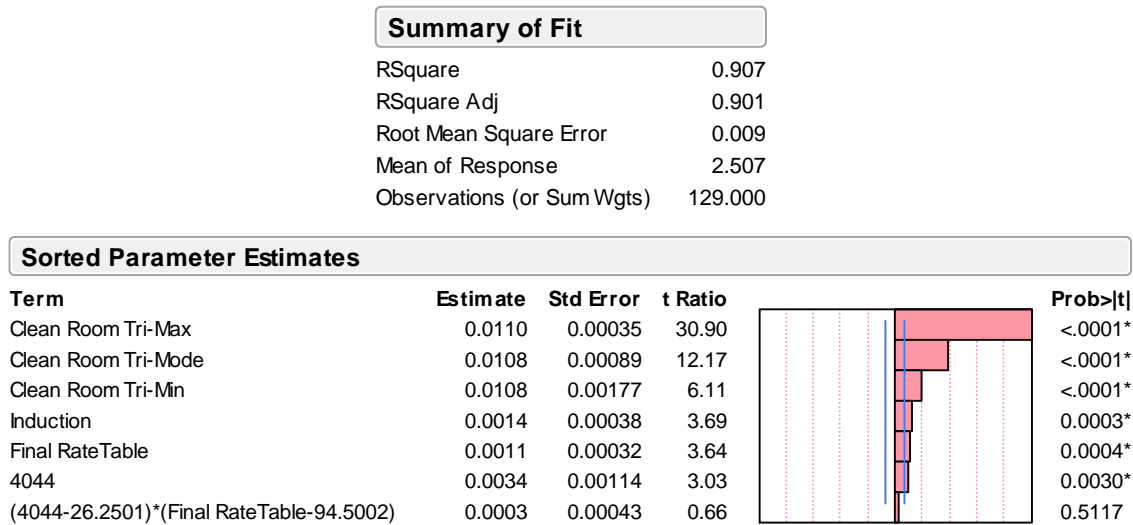 Summary of Fit
RSquare 0.907
RSquare Adj 0.901
Root Mean Square Error 0.009
Mean of Response 2.507
Observations (or Sum Wgts) 129.000
Sorted Parameter Estimates
Term Estimate Std Error t Ratio Prob>|t|
Clean Room Tri-Max 0.0110 0.00035 30.90 <.0001*
Clean Room Tri-Mode 0.0108 0.00089 12.17 <.0001*
Clean Room Tri-Min 0.0108 0.00177 6.11 <.0001*
Induction 0.0014 0.00038 3.69 0.0003*
Final RateTable 0.0011 0.00032 3.64 0.0004*
4044 0.0034 0.00114 3.03 0.0030*
(4044-26.2501)*(Final RateTable-94.5002) 0.0003 0.00043 0.66 0.5117